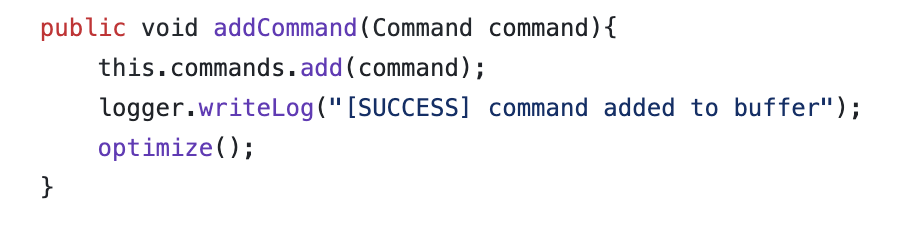 public void addCommand(Command command){
    this.commands.add(command);
    logger.writeLog("[SUCCESS] command added to buffer");
    optimize();
}